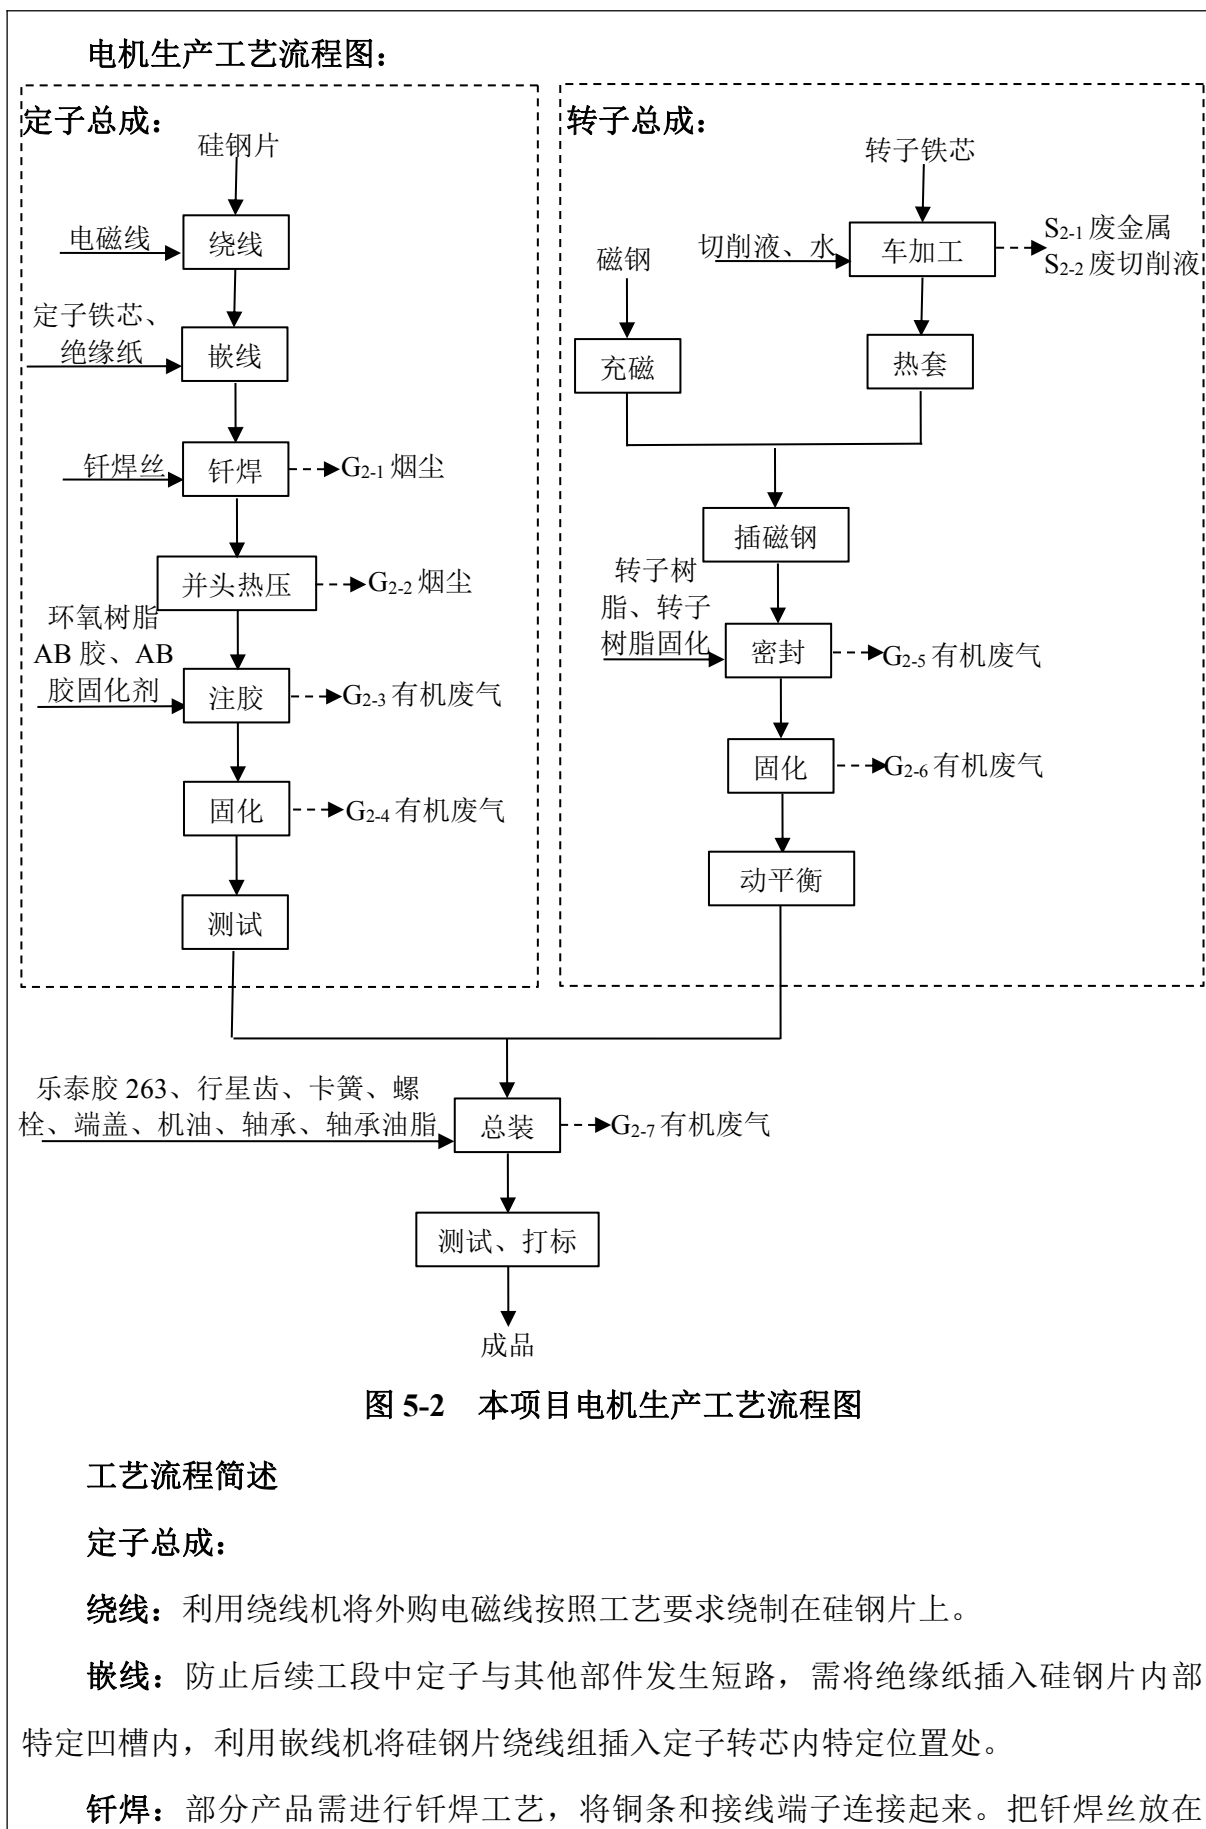 电机生产工艺流程图：
定子总成：
硅钢片
电磁线
绕线
定子铁芯、
绝缘纸
嵌线
钎焊丝
钎焊
G2-1 烟尘
并头热压
G2-2 烟尘
环氧树脂
AB 胶、AB
胶固化剂
注胶
G2-3 有机废气
固化
G2-4 有机废气
测试
转子总成：
转子铁芯
切削液、水
车加工
S2-1 废金属
S2-2 废切削液
磁钢
充磁
热套
插磁钢
转子树
脂、转子
树脂固化
密封
G2-5 有机废气
固化
G2-6 有机废气
动平衡
乐泰胶 263、行星齿、卡簧、螺
栓、端盖、机油、轴承、轴承油脂
总装
G2-7 有机废气
测试、打标
成品
图 5-2 本项目电机生产工艺流程图
工艺流程简述
定子总成：
绕线：利用绕线机将外购电磁线按照工艺要求绕制在硅钢片上。
嵌线：防止后续工段中定子与其他部件发生短路，需将绝缘纸插入硅钢片内部
特定凹槽内，利用嵌线机将硅钢片绕线组插入定子转芯内特定位置处。
钎焊：部分产品需进行钎焊工艺，将铜条和接线端子连接起来。把钎焊丝放在